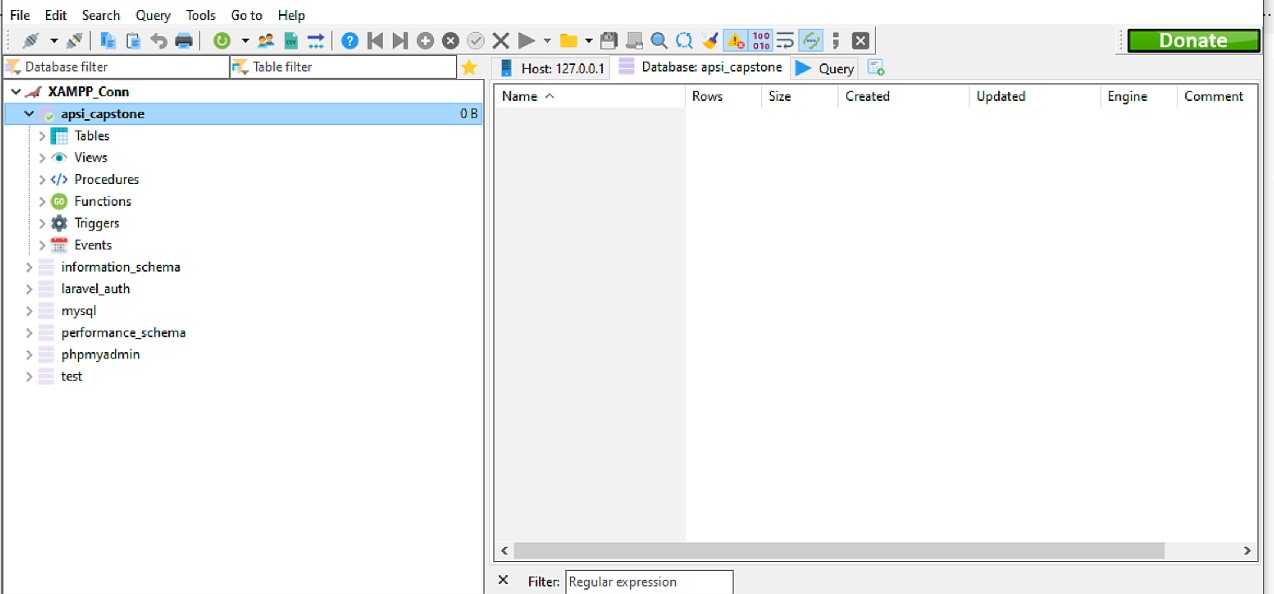 File Edit Search Query Tools Go to Help
Donate
Database filter Table filter Host: 127.0.0.1 Database: apsi_capstone Query
XAMPP_Conn
apsi_capstone 0 B
Tables
Views
Procedures
Functions
Triggers
Events
information_schema
laravel_auth
mysql
performance_schema
phpmyadmin
test
Name Rows Size Created Updated Engine Comment
Filter: Regular expression